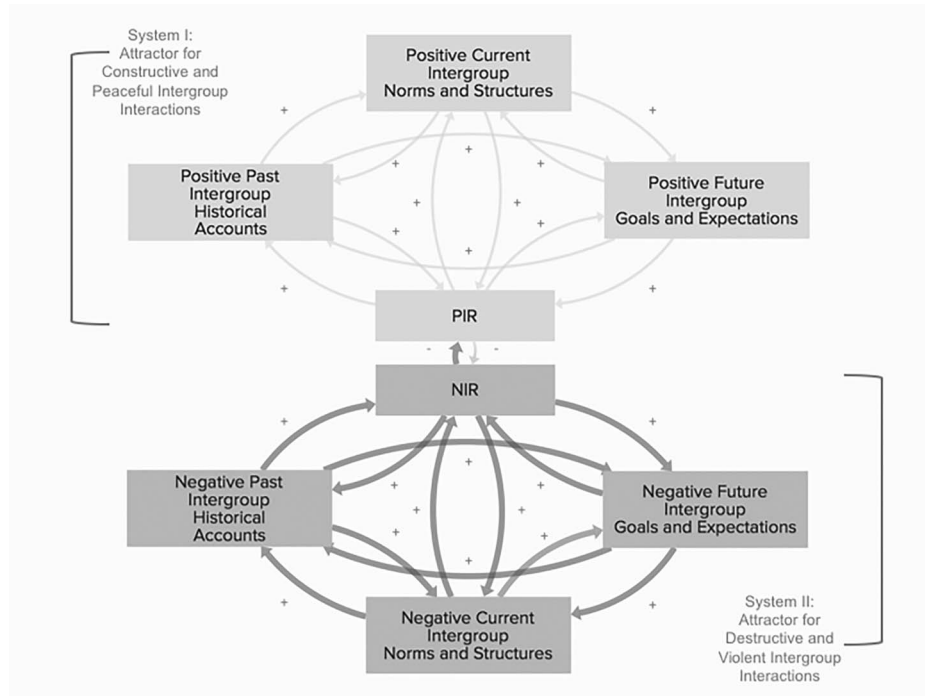 System I:
Attractor for
Constructive and
Peaceful Intergroup
Interactions
Positive Current
Intergroup
Norms and Structures
+
+
+
+
+
Positive Past
Intergroup
Historical
Accounts
Positive Future
Intergroup
Goals and Expectations
+
+
+
+
+
+
+
PIR
-
-
NIR
+
+
+
Negative Past
Intergroup
Historical
Accounts
Negative Future
Intergroup
Goals and Expectations
+
+
+
+
+
+
+
+
+
Negative Current
Intergroup
Norms and Structures
System II:
Attractor for
Destructive and
Violent Intergroup
Interactions